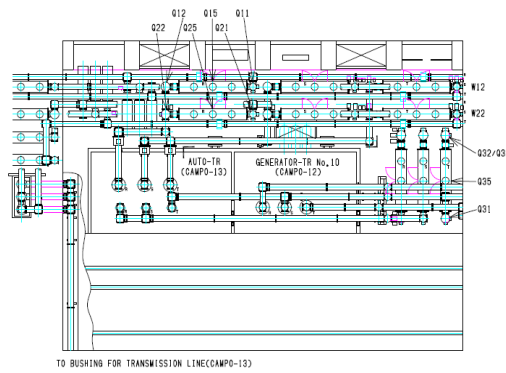 Q12 Q15 Q11
Q22 Q25 Q21
W12
W22
Q32/Q3
AUTO-TR
(CAMPO-13)
GENERATOR-TR No,10
(CAMPO-12)
Q35
Q31
TO BUSHING FOR TRANSMISSION LINE(CAMPO-13)